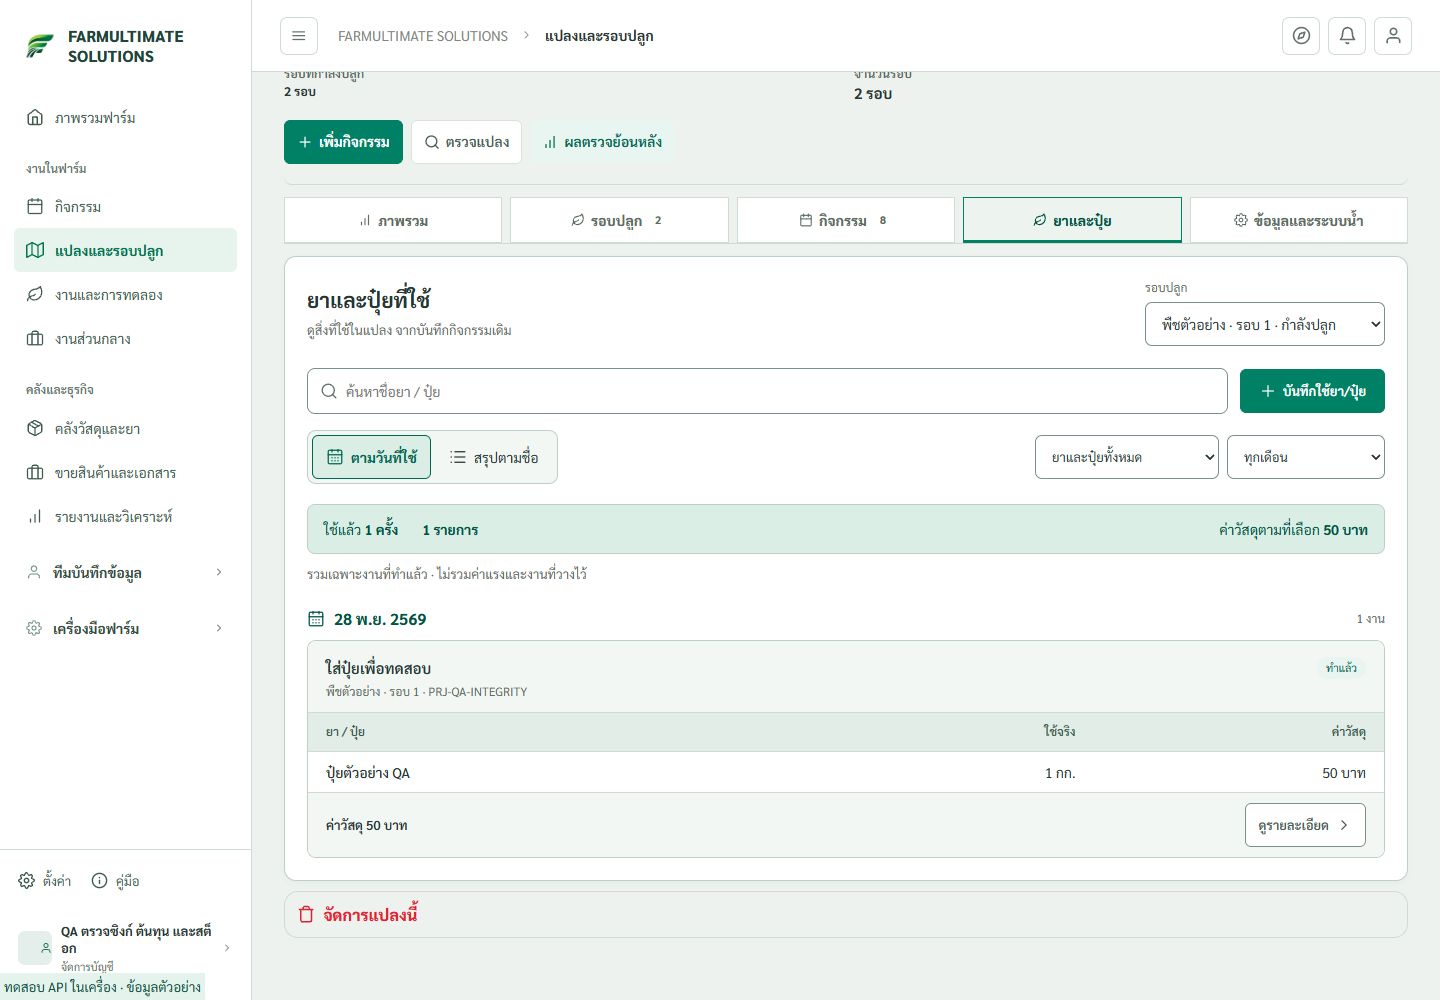 FARMULTIMATE
SOLUTIONS
ภาพรวมฟาร์ม
งานในฟาร์ม
กิจกรรม
แปลงและรอบปลูก
งานและการทดลอง
งานส่วนกลาง
คลังและธุรกิจ
คลังวัสดุและยา
ขายสินค้าและเอกสาร
รายงานและวิเคราะห์
ทีมบันทึกข้อมูล
เครื่องมือฟาร์ม
ตั้งค่า คู่มือ
QA ตรวจซิงก์ ต้นทุน และสต็
อก
จัดการบัญชี
ทดสอบ API ในเครื่อง · ข้อมูลตัวอย่าง
FARMULTIMATE SOLUTIONS > แปลงและรอบปลูก
รอบที่กำลังปลูก จำนวนรอบ
2 รอบ 2 รอบ
+ เพิ่มกิจกรรม ตรวจแปลง ผลตรวจย้อนหลัง
ภาพรวม รอบปลูก 2 กิจกรรม 8 ยาและปุ๋ย ข้อมูลและระบบน้ำ
ยาและปุ๋ยที่ใช้
ดูสิ่งที่ใช้ในแปลง จากบันทึกกิจกรรมเดิม
รอบปลูก
พืชตัวอย่าง · รอบ 1 · กำลังปลูก
ค้นหาชื่อยา / ปุ๋ย + บันทึกใช้ยา/ปุ๋ย
ตามวันที่ใช้ สรุปตามชื่อ ยาและปุ๋ยทั้งหมด ทุกเดือน
ใช้แล้ว 1 ครั้ง 1 รายการ ค่าวัสดุตามที่เลือก 50 บาท
รวมเฉพาะงานที่ทำแล้ว · ไม่รวมค่าแรงและงานที่วางไว้
28 พ.ย. 2569 1 งาน
ใส่ปุ๋ยเพื่อทดสอบ ทำแล้ว
พืชตัวอย่าง · รอบ 1 · PRJ-QA-INTEGRITY
ยา / ปุ๋ย ใช้จริง ค่าวัสดุ
ปุ๋ยตัวอย่าง QA 1 กก. 50 บาท
ค่าวัสดุ 50 บาท ดูรายละเอียด >
จัดการแปลงนี้